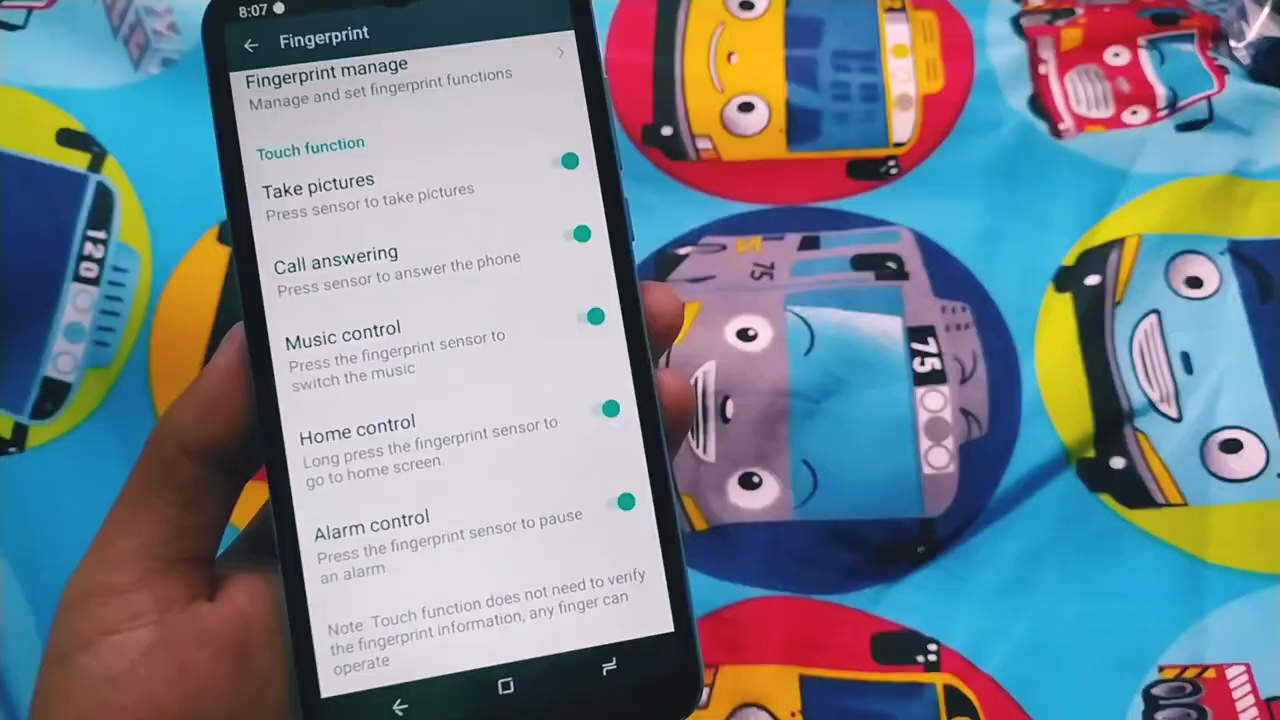 8:07
Fingerprint
Fingerprint manage
Manage and set fingerprint functions
Touch function
Take pictures
Press sensor to take pictures
Call answering
Press sensor to answer the phone
Music control
Press the fingerprint sensor to
switch the music
Home control
Long press the fingerprint sensor to
go to home screen.
Alarm control
Press the fingerprint sensor to pause
an alarm
Note: Touch function does not need to verify
the fingerprint information, any finger can
operate
120
75
75